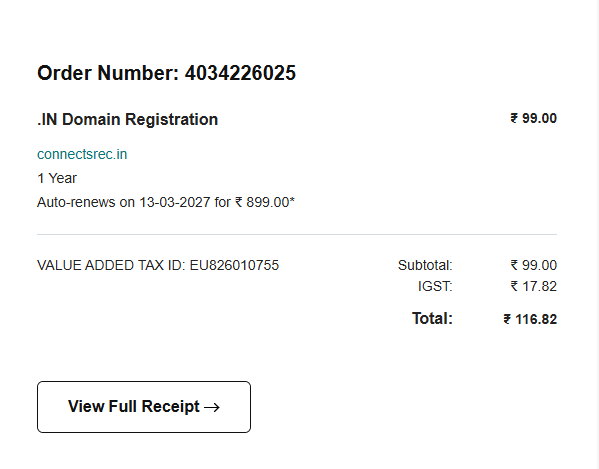 Order Number: 4034226025
.IN Domain Registration ₹ 99.00
connectsrec.in
1 Year
Auto-renews on 13-03-2027 for ₹ 899.00*
VALUE ADDED TAX ID: EU826010755 Subtotal: ₹ 99.00
IGST: ₹ 17.82
Total: ₹ 116.82
View Full Receipt →